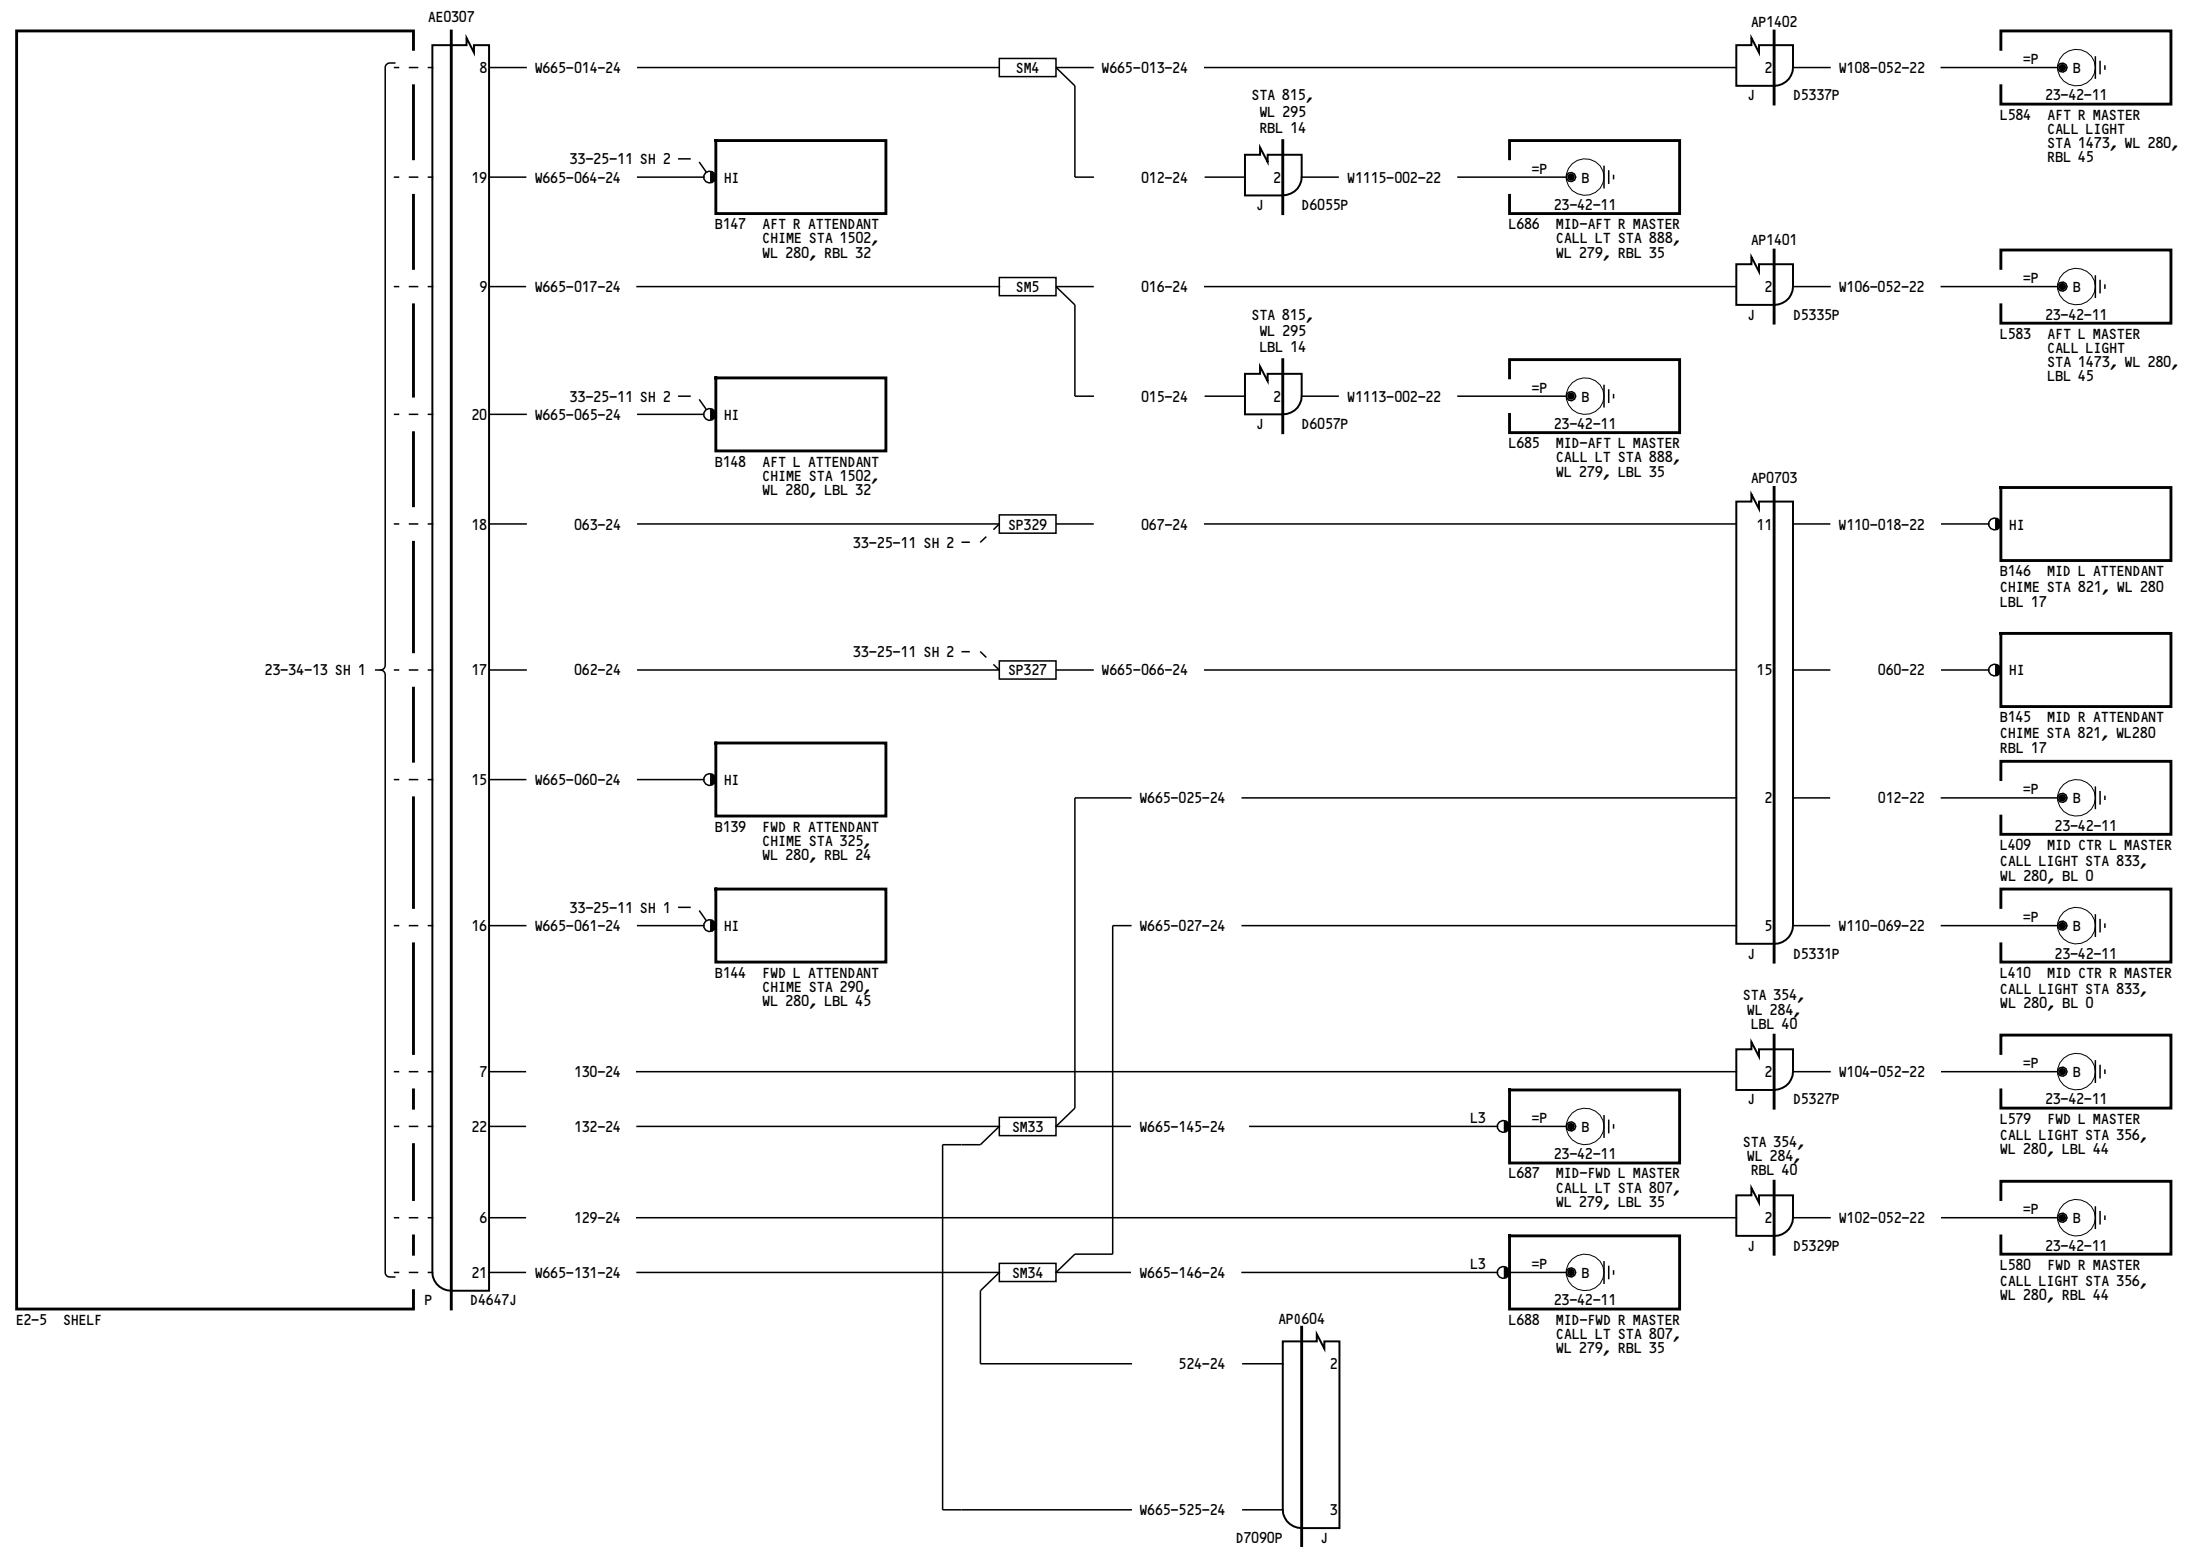 AE0307
AP1402
8
W665-014-24
SM4
W665-013-24
2
W108-052-22
=P
B
23-42-11
J
D5337P
L584 AFT R MASTER
CALL LIGHT
STA 1473, WL 280,
RBL 45
STA 815,
WL 295
RBL 14
33-25-11 SH 2
19
W665-064-24
HI
012-24
2
W1115-002-22
=P
B
23-42-11
J
D6055P
B147 AFT R ATTENDANT
CHIME STA 1502,
WL 280, RBL 32
L686 MID-AFT R MASTER
CALL LT STA 888,
WL 279, RBL 35
AP1401
9
W665-017-24
SM5
016-24
2
W106-052-22
=P
B
23-42-11
J
D5335P
L583 AFT L MASTER
CALL LIGHT
STA 1473, WL 280,
LBL 45
STA 815,
WL 295
LBL 14
33-25-11 SH 2
20
W665-065-24
HI
015-24
2
W1113-002-22
=P
B
23-42-11
J
D6057P
B148 AFT L ATTENDANT
CHIME STA 1502,
WL 280, LBL 32
L685 MID-AFT L MASTER
CALL LT STA 888,
WL 279, LBL 35
AP0703
18
063-24
SP329
33-25-11 SH 2
067-24
11
W110-018-22
HI
B146 MID L ATTENDANT
CHIME STA 821, WL 280
LBL 17
23-34-13 SH 1
33-25-11 SH 2
17
062-24
SP327
W665-066-24
15
060-22
HI
B145 MID R ATTENDANT
CHIME STA 821, WL280
RBL 17
15
W665-060-24
HI
B139 FWD R ATTENDANT
CHIME STA 325,
WL 280, RBL 24
W665-025-24
2
012-22
=P
B
23-42-11
L409 MID CTR L MASTER
CALL LIGHT STA 833,
WL 280, BL 0
33-25-11 SH 1
16
W665-061-24
HI
B144 FWD L ATTENDANT
CHIME STA 290,
WL 280, LBL 45
W665-027-24
5
W110-069-22
=P
B
23-42-11
J
D5331P
L410 MID CTR R MASTER
CALL LIGHT STA 833,
WL 280, BL 0
STA 354,
WL 284,
LBL 40
7
130-24
2
W104-052-22
=P
B
23-42-11
J
D5327P
L579 FWD L MASTER
CALL LIGHT STA 356,
WL 280, LBL 44
22
132-24
SM33
W665-145-24
L3
=P
B
23-42-11
L687 MID-FWD L MASTER
CALL LT STA 807,
WL 279, LBL 35
STA 354,
WL 284,
RBL 40
6
129-24
2
W102-052-22
=P
B
23-42-11
J
D5329P
L580 FWD R MASTER
CALL LIGHT STA 356,
WL 280, RBL 44
21
W665-131-24
SM34
W665-146-24
L3
=P
B
23-42-11
L688 MID-FWD R MASTER
CALL LT STA 807,
WL 279, RBL 35
P
D4647J
E2-5 SHELF
AP0604
524-24
2
W665-525-24
3
D7090P
J